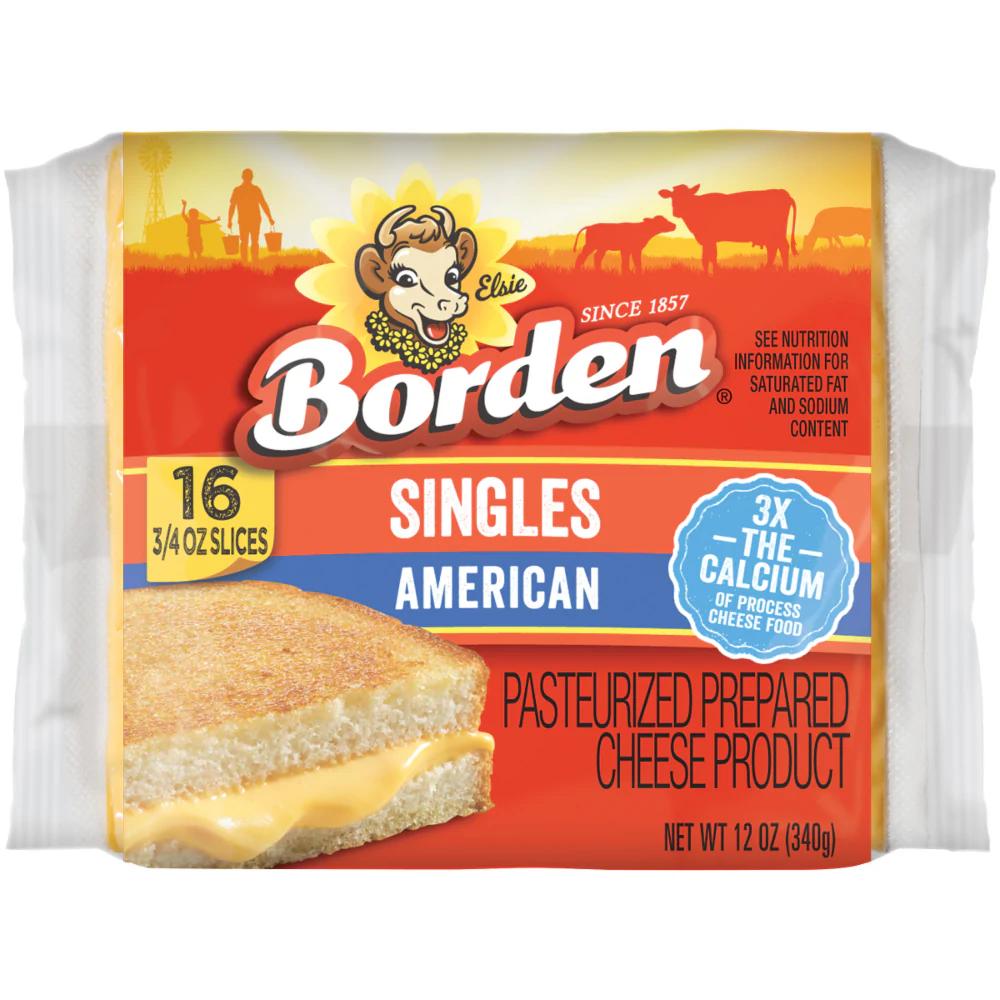 Elsie
SINCE 1857
Borden®
SEE NUTRITION
INFORMATION FOR
SATURATED FAT
AND SODIUM
CONTENT
16
3/4 OZ SLICES
SINGLES
AMERICAN
3X
THE
CALCIUM
OF PROCESS
CHEESE FOOD
PASTEURIZED PREPARED
CHEESE PRODUCT
NET WT 12 OZ (340g)